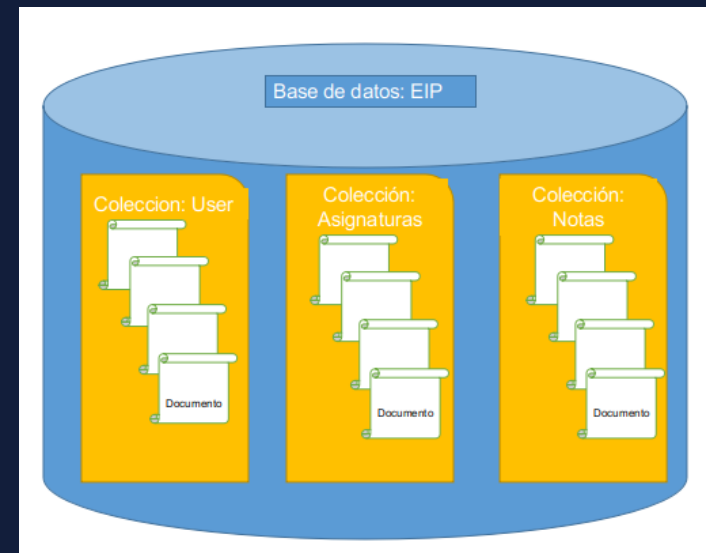 Base de datos: EIP
Coleccion: User
Colección:
Asignaturas
Colección:
Notas
Documento
Documento
Documento